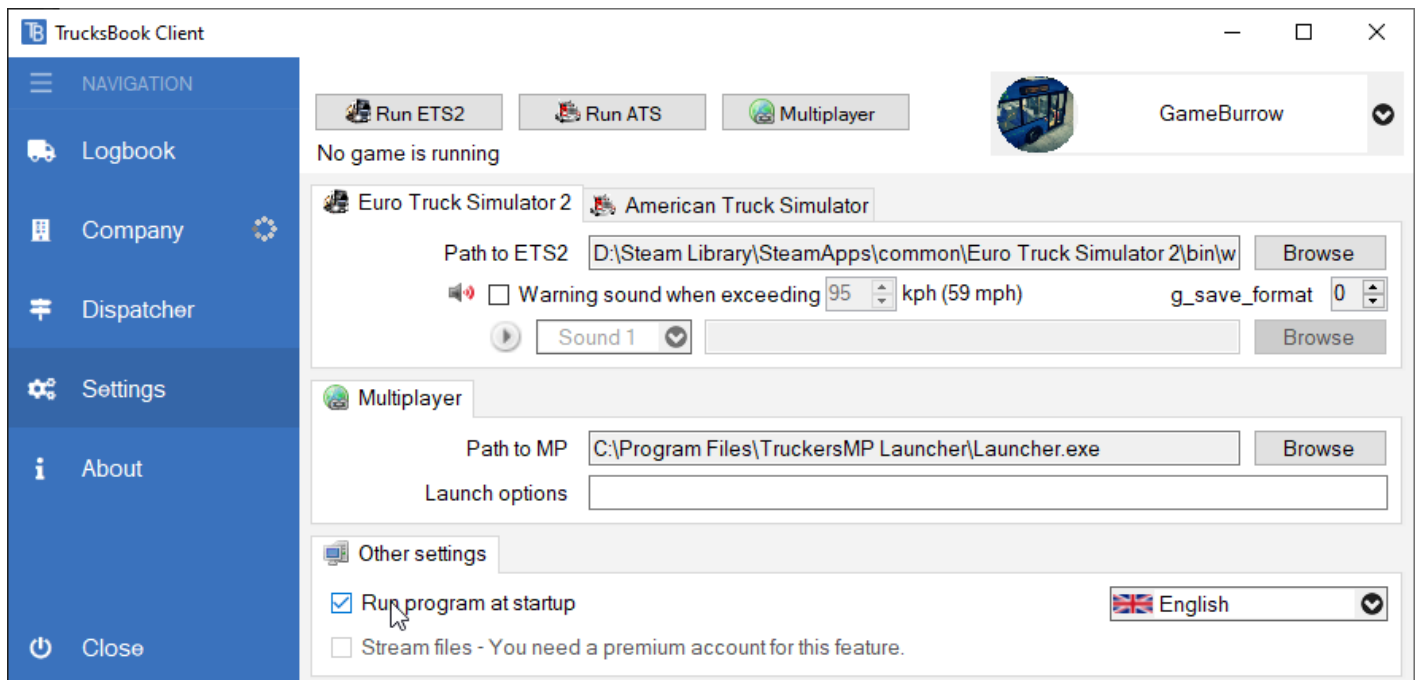 TB TrucksBook Client
NAVIGATION
Logbook
Company
Dispatcher
Settings
About
Close
Run ETS2 Run ATS Multiplayer
GameBurrow
No game is running
Euro Truck Simulator 2 American Truck Simulator
Path to ETS2 D:\Steam Library\SteamApps\common\Euro Truck Simulator 2\bin\w Browse
Warning sound when exceeding 95 kph (59 mph) g_save_format 0
Sound 1 Browse
Multiplayer
Path to MP C:\Program Files\TruckersMP Launcher\Launcher.exe Browse
Launch options
Other settings
Run program at startup English
Stream files - You need a premium account for this feature.